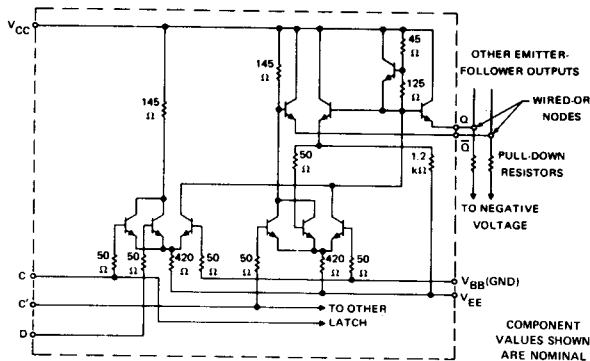 VCC
145
Ω
145
Ω
45
Ω
125
Ω
OTHER EMITTER-
FOLLOWER OUTPUTS
Q
Q̅
WIRED-OR
NODES
50
Ω
1.2
kΩ
PULL-DOWN
RESISTORS
TO NEGATIVE
VOLTAGE
50
Ω
50
Ω
420
Ω
50
Ω
50
Ω
420
Ω
50
Ω
C
VBB(GND)
VEE
C'
TO OTHER
LATCH
D
COMPONENT
VALUES SHOWN
ARE NOMINAL